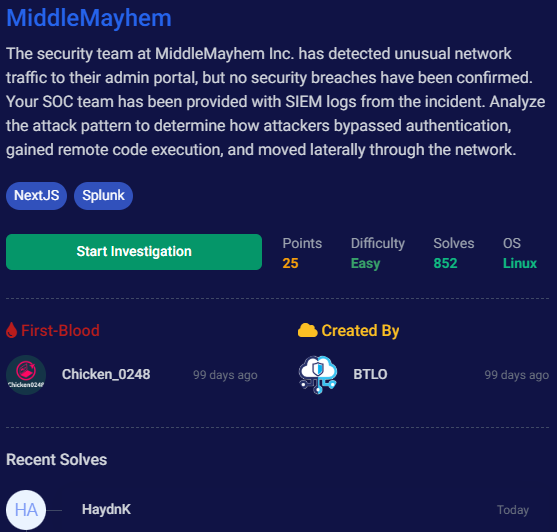 MiddleMayhem
The security team at MiddleMayhem Inc. has detected unusual network
traffic to their admin portal, but no security breaches have been confirmed.
Your SOC team has been provided with SIEM logs from the incident. Analyze
the attack pattern to determine how attackers bypassed authentication,
gained remote code execution, and moved laterally through the network.
NextJS Splunk
Start Investigation
Points Difficulty Solves OS
25 Easy 852 Linux
First-Blood
Chicken0248
Chicken_0248 99 days ago
Created By
BTLO 99 days ago
Recent Solves
HA HaydnK Today